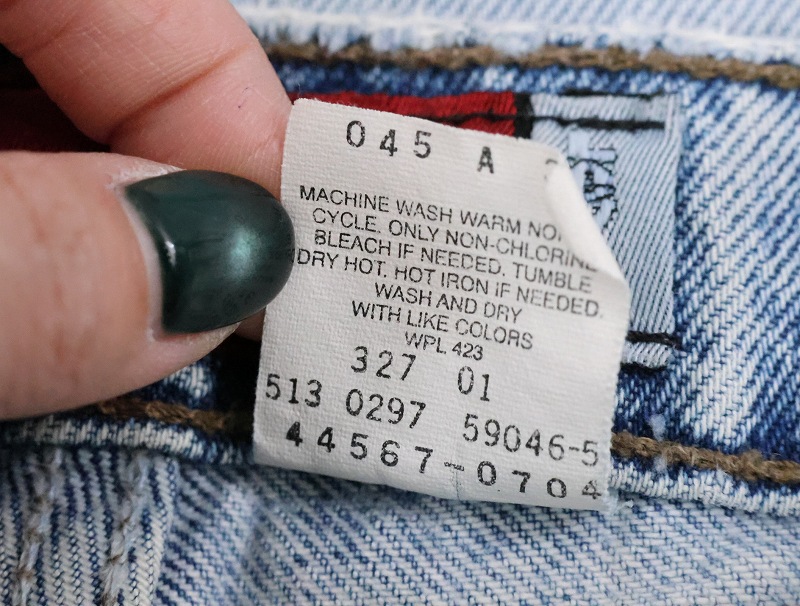 045 A
MACHINE WASH WARM
CYCLE. ONLY NON-CHLORINE
BLEACH IF NEEDED. TUMBLE
DRY HOT. HOT IRON IF NEEDED.
WASH AND DRY
WITH LIKE COLORS
WPL 423
327 01
513 0297 59046-5
44567-0704